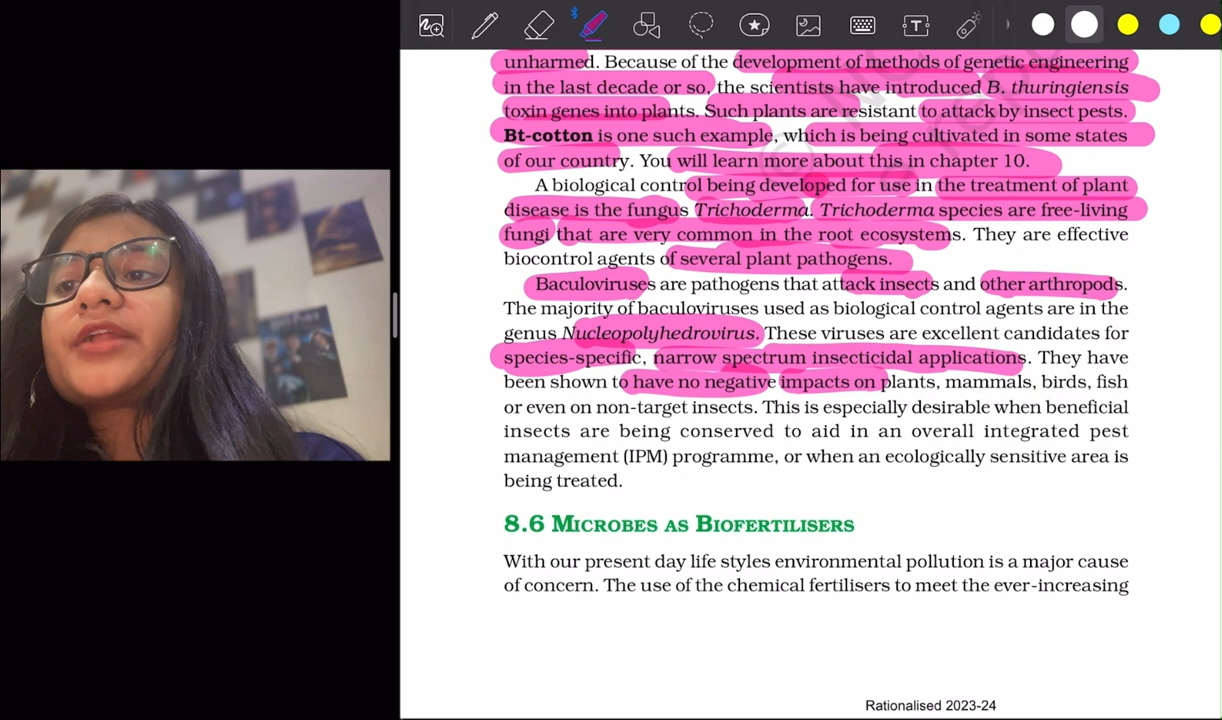 unharmed. Because of the development of methods of genetic engineering
in the last decade or so, the scientists have introduced B. thuringiensis
toxin genes into plants. Such plants are resistant to attack by insect pests.
Bt-cotton is one such example, which is being cultivated in some states
of our country. You will learn more about this in chapter 10.
A biological control being developed for use in the treatment of plant
disease is the fungus Trichoderma. Trichoderma species are free-living
fungi that are very common in the root ecosystems. They are effective
biocontrol agents of several plant pathogens.
Baculoviruses are pathogens that attack insects and other arthropods.
The majority of baculoviruses used as biological control agents are in the
genus Nucleopolyhedrovirus. These viruses are excellent candidates for
species-specific, narrow spectrum insecticidal applications. They have
been shown to have no negative impacts on plants, mammals, birds, fish
or even on non-target insects. This is especially desirable when beneficial
insects are being conserved to aid in an overall integrated pest
management (IPM) programme, or when an ecologically sensitive area is
being treated.
8.6 Microbes as Biofertilisers
With our present day life styles environmental pollution is a major cause
of concern. The use of the chemical fertilisers to meet the ever-increasing
Rationalised 2023-24